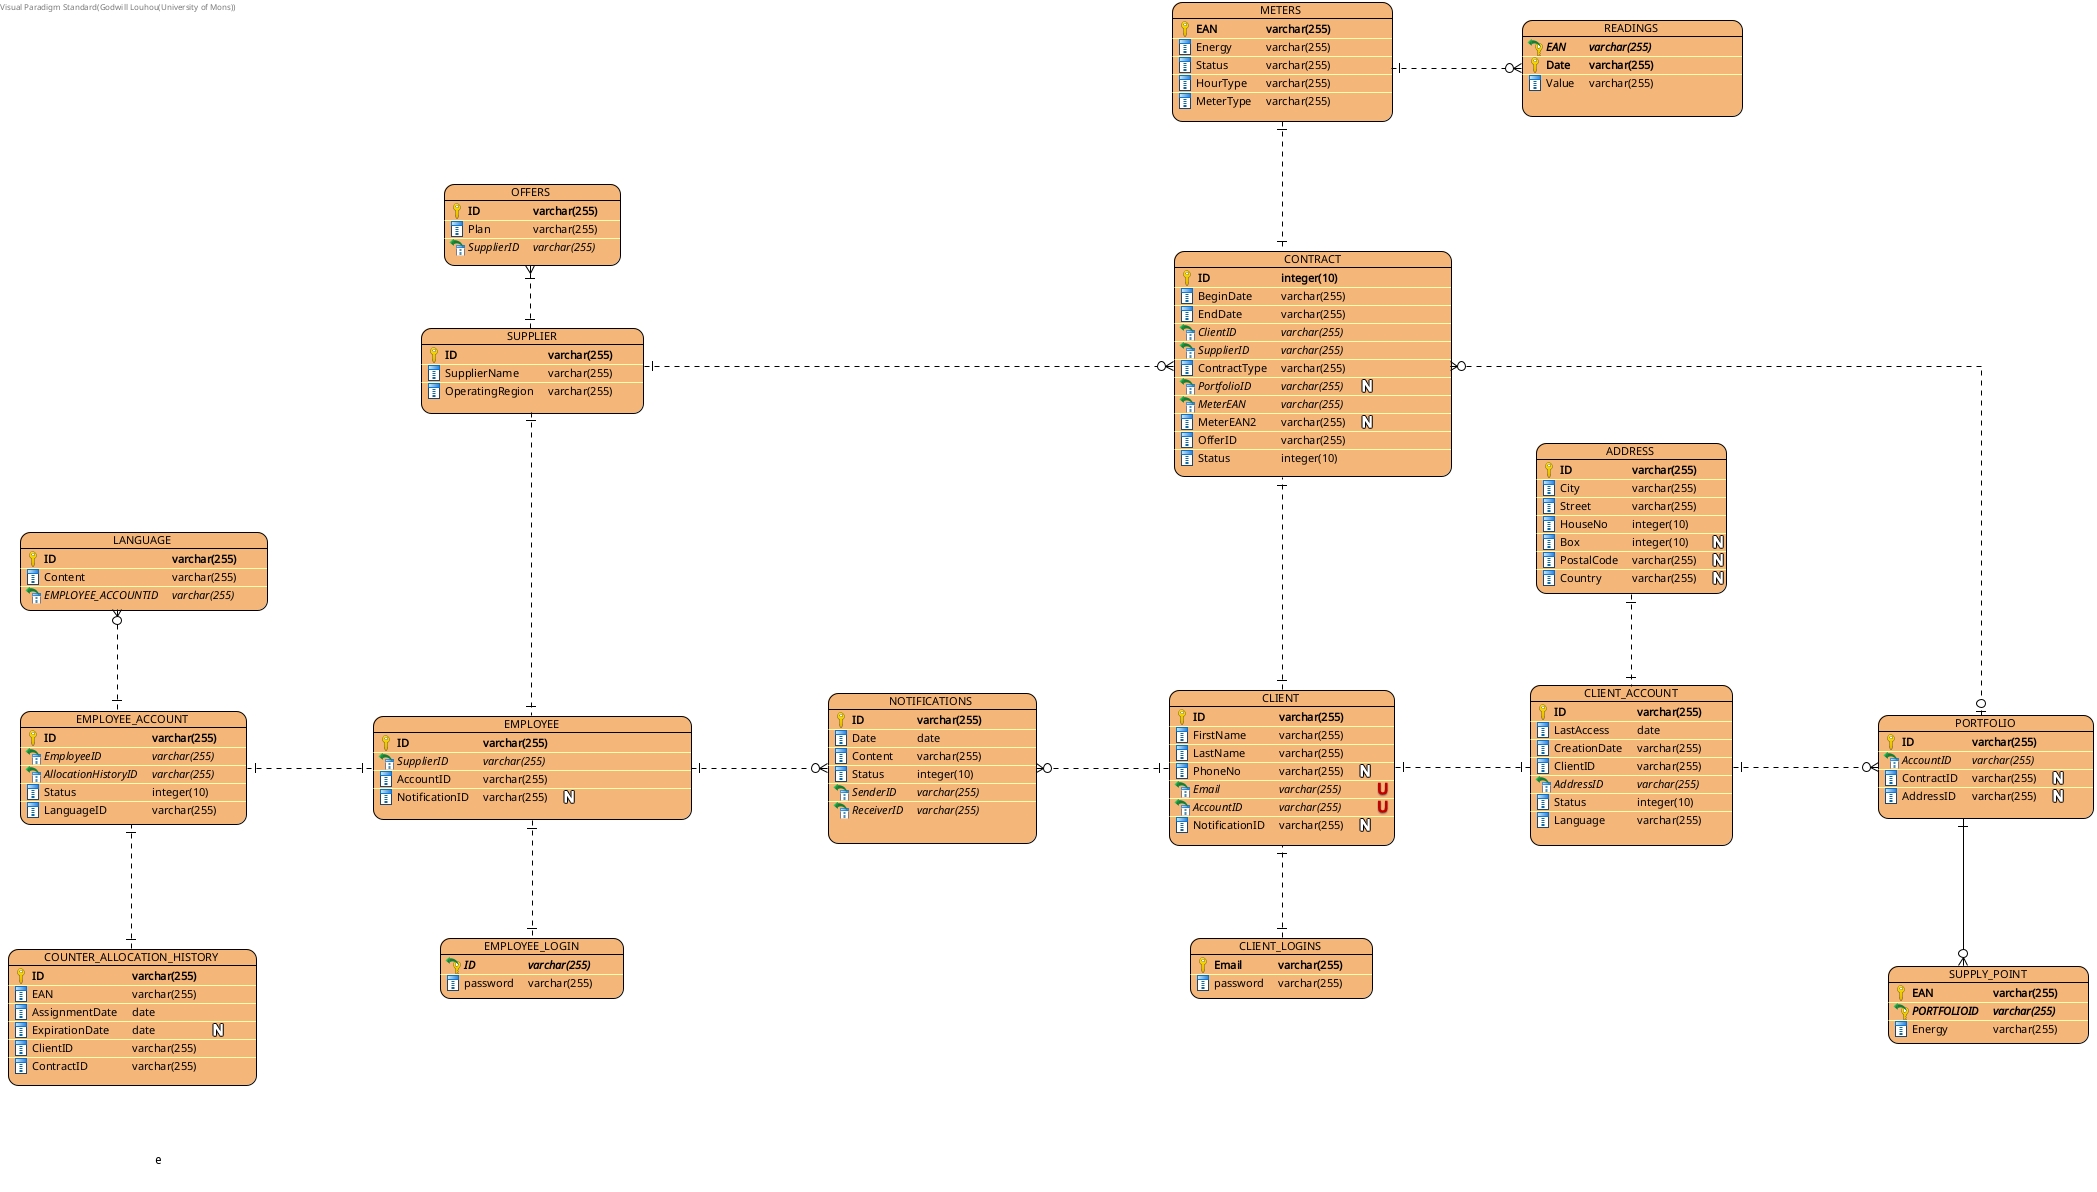 Visual Paradigm Standard(Godwill Louhou(University of Mons))
METERS
EAN varchar(255)
Energy varchar(255)
Status varchar(255)
HourType varchar(255)
MeterType varchar(255)
READINGS
EAN varchar(255)
Date varchar(255)
Value varchar(255)
OFFERS
ID varchar(255)
Plan varchar(255)
SupplierID varchar(255)
SUPPLIER
ID varchar(255)
SupplierName varchar(255)
OperatingRegion varchar(255)
CONTRACT
ID integer(10)
BeginDate varchar(255)
EndDate varchar(255)
ClientID varchar(255)
SupplierID varchar(255)
ContractType varchar(255)
PortfolioID varchar(255) N
MeterEAN varchar(255)
MeterEAN2 varchar(255) N
OfferID varchar(255)
Status integer(10)
ADDRESS
ID varchar(255)
City varchar(255)
Street varchar(255)
HouseNo integer(10)
Box integer(10) N
PostalCode varchar(255) N
Country varchar(255) N
LANGUAGE
ID varchar(255)
Content varchar(255)
EMPLOYEE_ACCOUNTID varchar(255)
EMPLOYEE_ACCOUNT
ID varchar(255)
EmployeeID varchar(255)
AllocationHistoryID varchar(255)
Status integer(10)
LanguageID varchar(255)
EMPLOYEE
ID varchar(255)
SupplierID varchar(255)
AccountID varchar(255)
NotificationID varchar(255) N
NOTIFICATIONS
ID varchar(255)
Date date
Content varchar(255)
Status integer(10)
SenderID varchar(255)
ReceiverID varchar(255)
CLIENT
ID varchar(255)
FirstName varchar(255)
LastName varchar(255)
PhoneNo varchar(255) N
Email varchar(255) U
AccountID varchar(255) U
NotificationID varchar(255) N
CLIENT_ACCOUNT
ID varchar(255)
LastAccess date
CreationDate varchar(255)
ClientID varchar(255)
AddressID varchar(255)
Status integer(10)
Language varchar(255)
PORTFOLIO
ID varchar(255)
AccountID varchar(255)
ContractID varchar(255) N
AddressID varchar(255) N
COUNTER_ALLOCATION_HISTORY
ID varchar(255)
EAN varchar(255)
AssignmentDate date
ExpirationDate date N
ClientID varchar(255)
ContractID varchar(255)
EMPLOYEE_LOGIN
ID varchar(255)
password varchar(255)
CLIENT_LOGINS
Email varchar(255)
password varchar(255)
SUPPLY_POINT
EAN varchar(255)
PORTFOLIOID varchar(255)
Energy varchar(255)
e